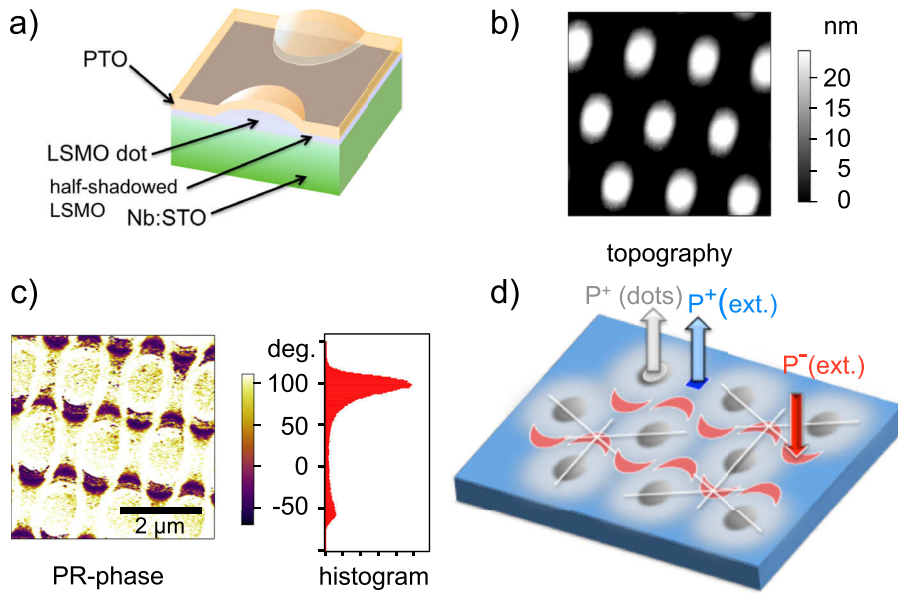 a)
PTO
LSMO dot
half-shadowed
LSMO
Nb:STO
b)
nm
20
15
10
5
0
topography
c)
deg.
100
50
0
-50
2 µm
PR-phase
histogram
d)
P⁺ (dots)
P⁺(ext.)
P⁻(ext.)